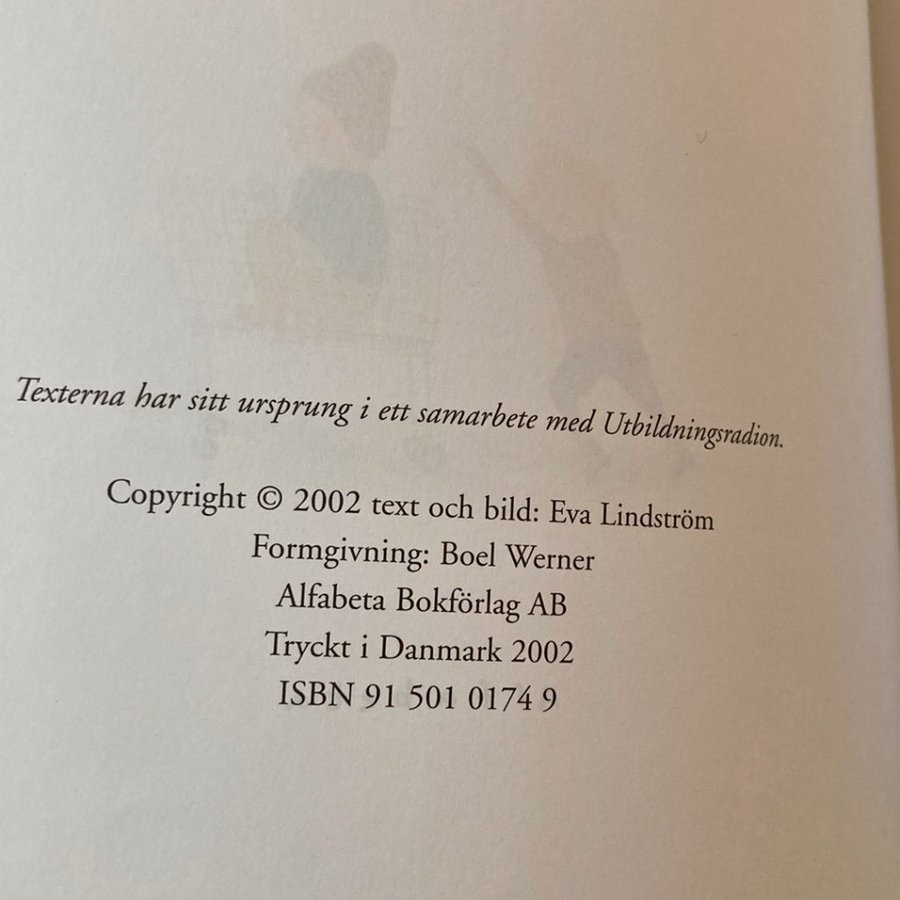 Texterna har sitt ursprung i ett samarbete med Utbildningsradion.
Copyright © 2002 text och bild: Eva Lindström
Formgivning: Boel Werner
Alfabeta Bokförlag AB
Tryckt i Danmark 2002
ISBN 91 501 0174 9